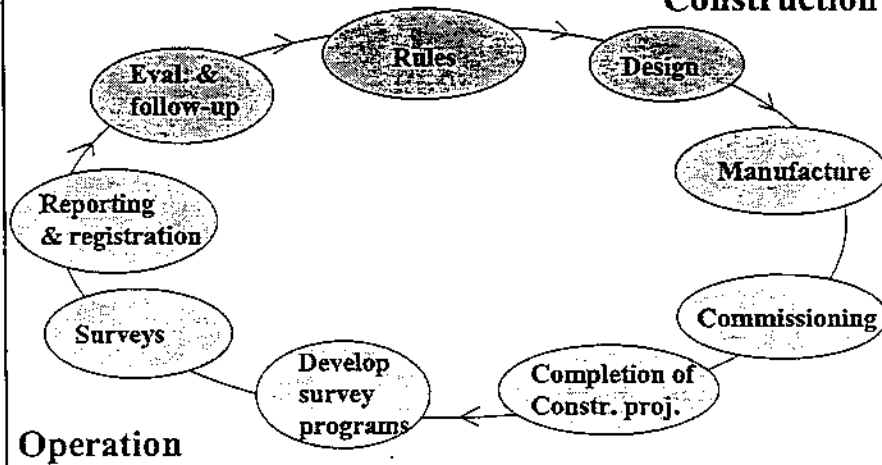 Construction
Rules
Eval. &
follow-up
Design
Manufacture
Reporting
& registration
Commissioning
Surveys
Develop
survey
programs
Completion of
Constr. proj.
Operation